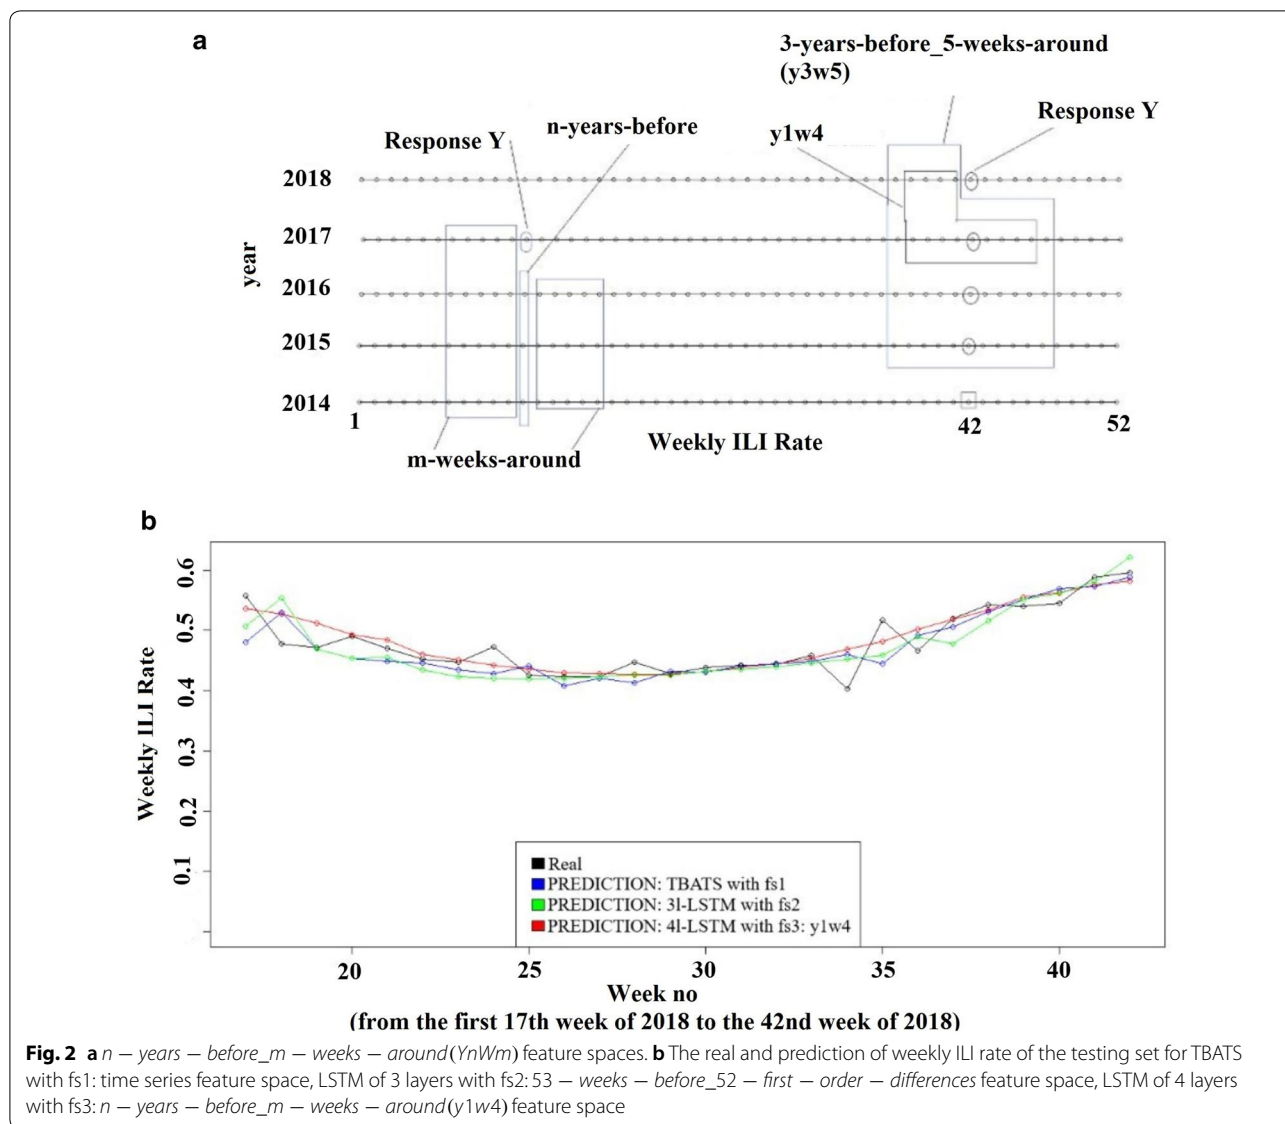 a
3-years-before_5-weeks-around
(y3w5)
n-years-before
y1w4
Response Y
Response Y
2018
2017
2016
2015
2014
year
1
42
52
Weekly ILI Rate
m-weeks-around
b
Weekly ILI Rate
0.6
0.5
0.4
0.3
0.2
0.1
Real
PREDICTION: TBATS with fs1
PREDICTION: 3l-LSTM with fs2
PREDICTION: 4l-LSTM with fs3: y1w4
20 25 30 35 40
Week no
(from the first 17th week of 2018 to the 42nd week of 2018)
Fig. 2 a n − years − before_m − weeks − around(YnWm) feature spaces. b The real and prediction of weekly ILI rate of the testing set for TBATS
with fs1: time series feature space, LSTM of 3 layers with fs2: 53 − weeks − before_52 − first − order − differences feature space, LSTM of 4 layers
with fs3: n − years − before_m − weeks − around(y1w4) feature space